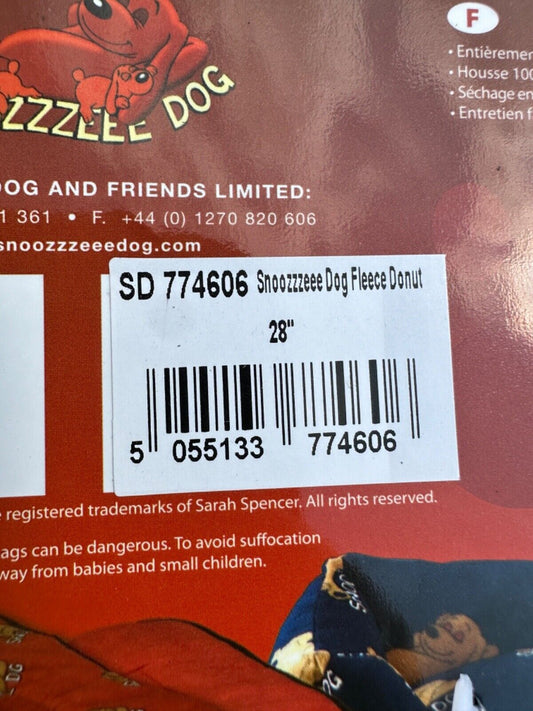 ZZZEEE DOG
F
• Entièremen
• Housse 100
• Séchage en
• Entretien f
DOG AND FRIENDS LIMITED:
1 361 • F. +44 (0) 1270 820 606
snoozzzeeedog.com
SD 774606 Snoozzzeee Dog Fleece Donut
28"
5 055133 774606
e registered trademarks of Sarah Spencer. All rights reserved.
ags can be dangerous. To avoid suffocation
way from babies and small children.
DOG